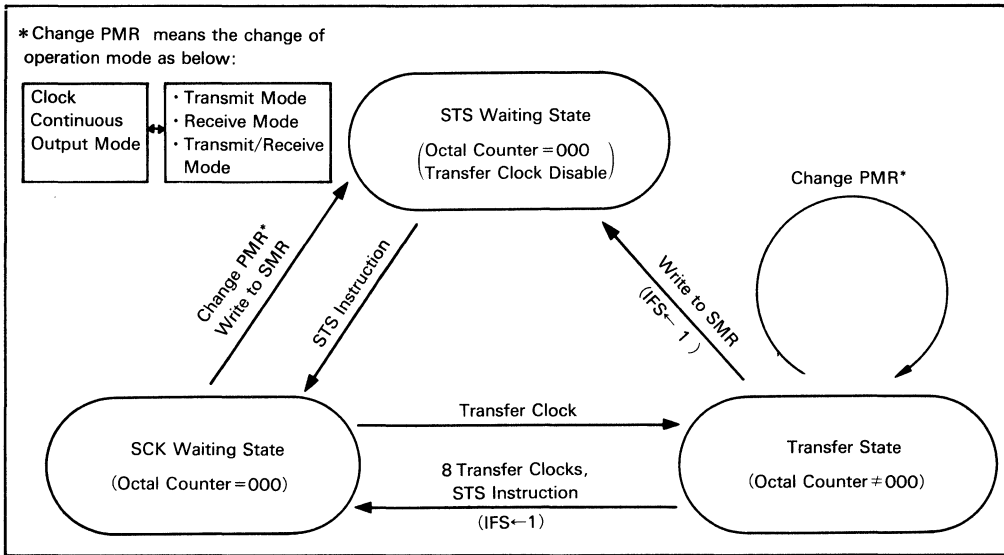 * Change PMR means the change of
operation mode as below:
Clock
Continuous
Output Mode
· Transmit Mode
· Receive Mode
· Transmit/Receive
Mode
STS Waiting State
(Octal Counter=000
Transfer Clock Disable)
Change PMR*
Change PMR*
Write to SMR
STS Instruction
Write to SMR
(IFS← 1 )
SCK Waiting State
(Octal Counter=000)
Transfer Clock
8 Transfer Clocks,
STS Instruction
(IFS←1)
Transfer State
(Octal Counter≠000)